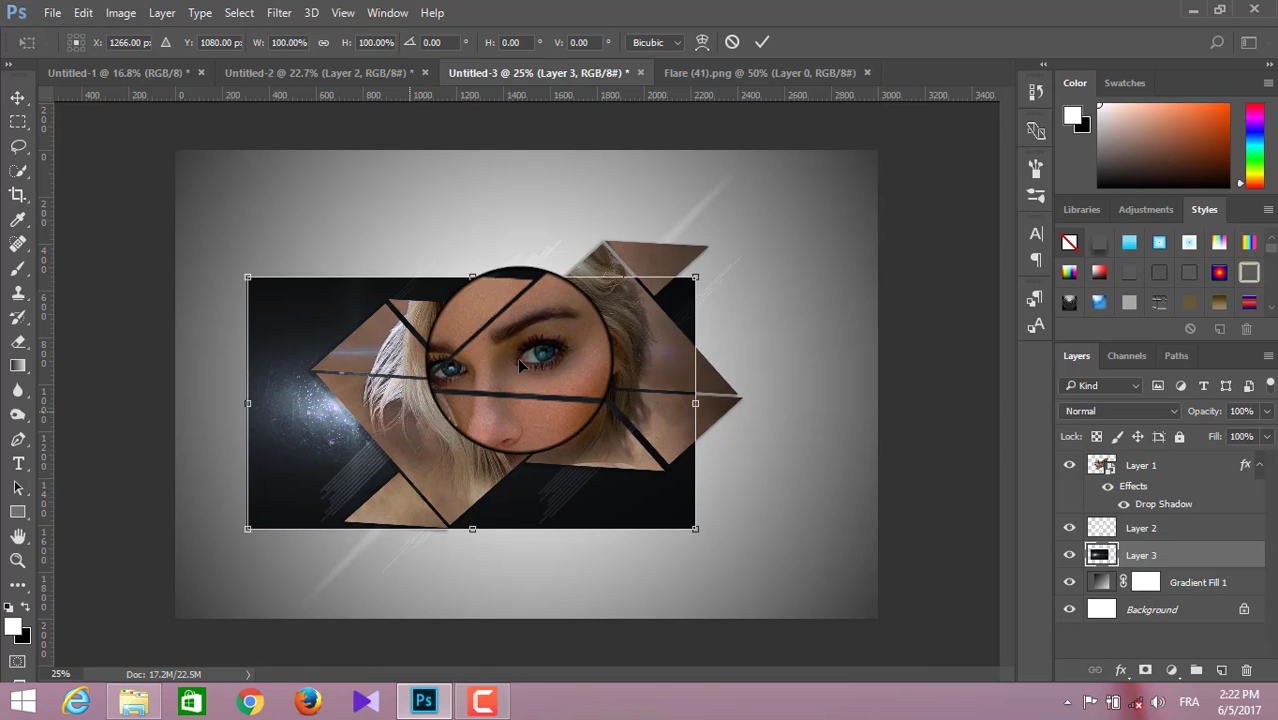 Ps File Edit Image Layer Type Select Filter 3D View Window Help
X: 1266.00 px Y: 1080.00 px W: 100.00% H: 100.00% 0.00 ° H: 0.00 ° V: 0.00 ° Bicubic
Untitled-1 @ 16.8% (RGB/8) * × Untitled-2 @ 22.7% (Layer 2, RGB/8#) * × Untitled-3 @ 25% (Layer 3, RGB/8#) * × Flare (41).png @ 50% (Layer 0, RGB/8#) ×
400 200 0 200 400 600 800 1000 1200 1400 1600 1800 2000 2200 2400 2600 2800 3000 3200 3400
Color Swatches
Libraries Adjustments Styles
Layers Channels Paths
Kind
Normal Opacity: 100%
Lock: Fill: 100%
Layer 1 fx
Effects
Drop Shadow
Layer 2
Layer 3
Gradient Fill 1
Background
25% Doc: 17.2M/22.5M
Ps FR 2:22 PM
6/5/2017